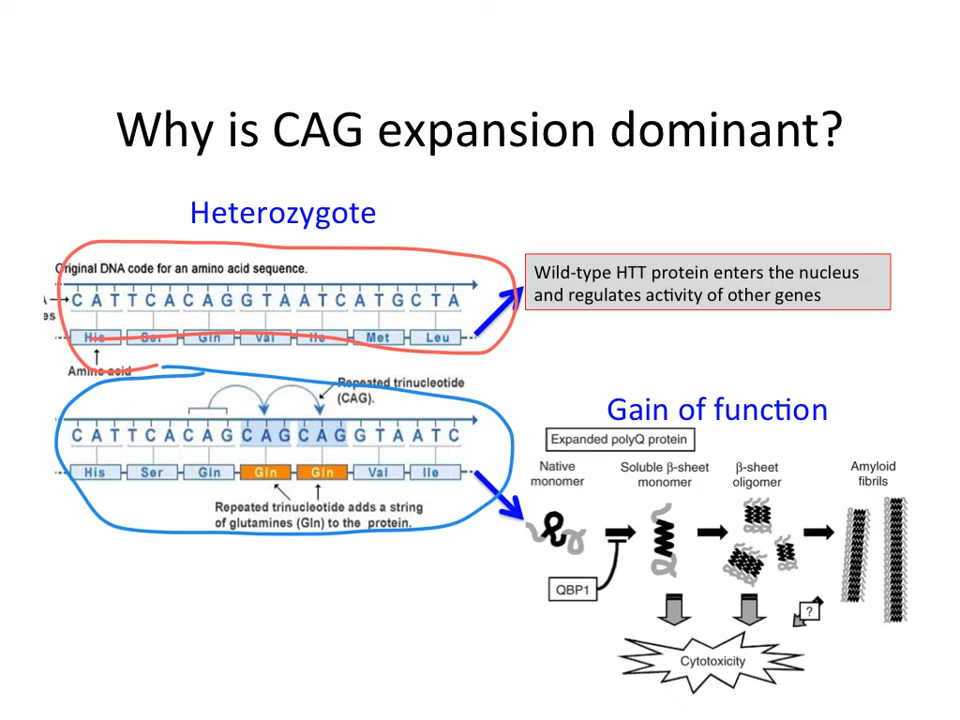 Why is CAG expansion dominant?
Heterozygote
Original DNA code for an amino acid sequence.
A
es
C A T T C A C A G G T A A T C A T G C T A
His Ser Gln Val Ile Met Leu
Amino acid
Wild-type HTT protein enters the nucleus
and regulates activity of other genes
Repeated trinucleotide
(CAG).
C A T T C A C A G C A G C A G G T A A T C
His Ser Gln Gln Gln Val Ile
Repeated trinucleotide adds a string
of glutamines (Gln) to the protein.
Gain of function
Expanded polyQ protein
Native
monomer
Soluble β-sheet
monomer
β-sheet
oligomer
Amyloid
fibrils
QBP1
?
Cytotoxicity